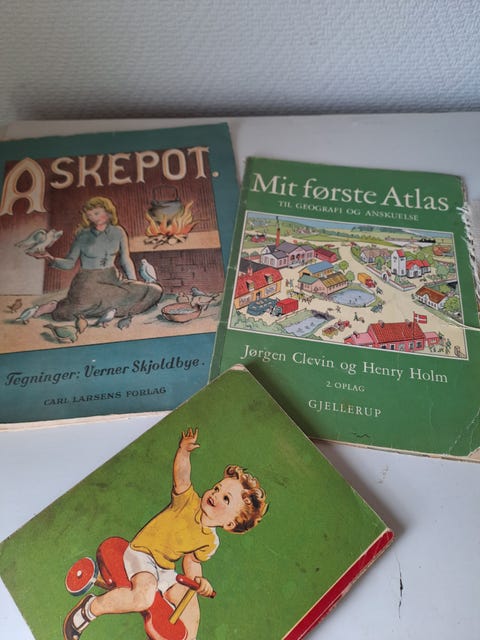 ASKEPOT.
Tegninger: Verner Skjoldbye.
CARL LARSENS FORLAG
Mit første Atlas
TIL GEOGRAFI OG ANSKUELSE
Jørgen Clevin og Henry Holm
2. OPLAG
GJELLERUP